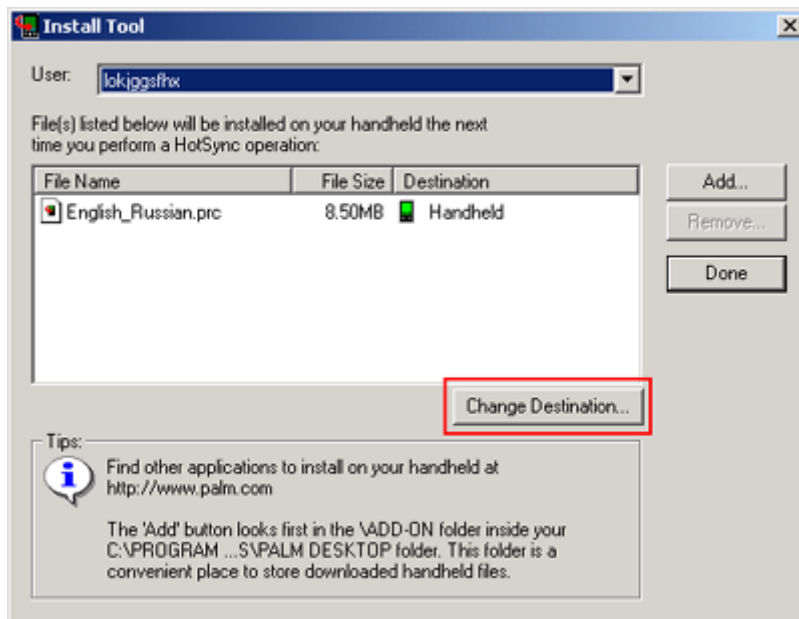 Install Tool
User: lokjggsfhx
File(s) listed below will be installed on your handheld the next
time you perform a HotSync operation:
File Name File Size Destination
English_Russian.prc 8.50MB Handheld
Add...
Remove...
Done
Change Destination...
Tips:
Find other applications to install on your handheld at
http://www.palm.com
The 'Add' button looks first in the \ADD-ON folder inside your
C:\PROGRAM ...S\PALM DESKTOP folder. This folder is a
convenient place to store downloaded handheld files.